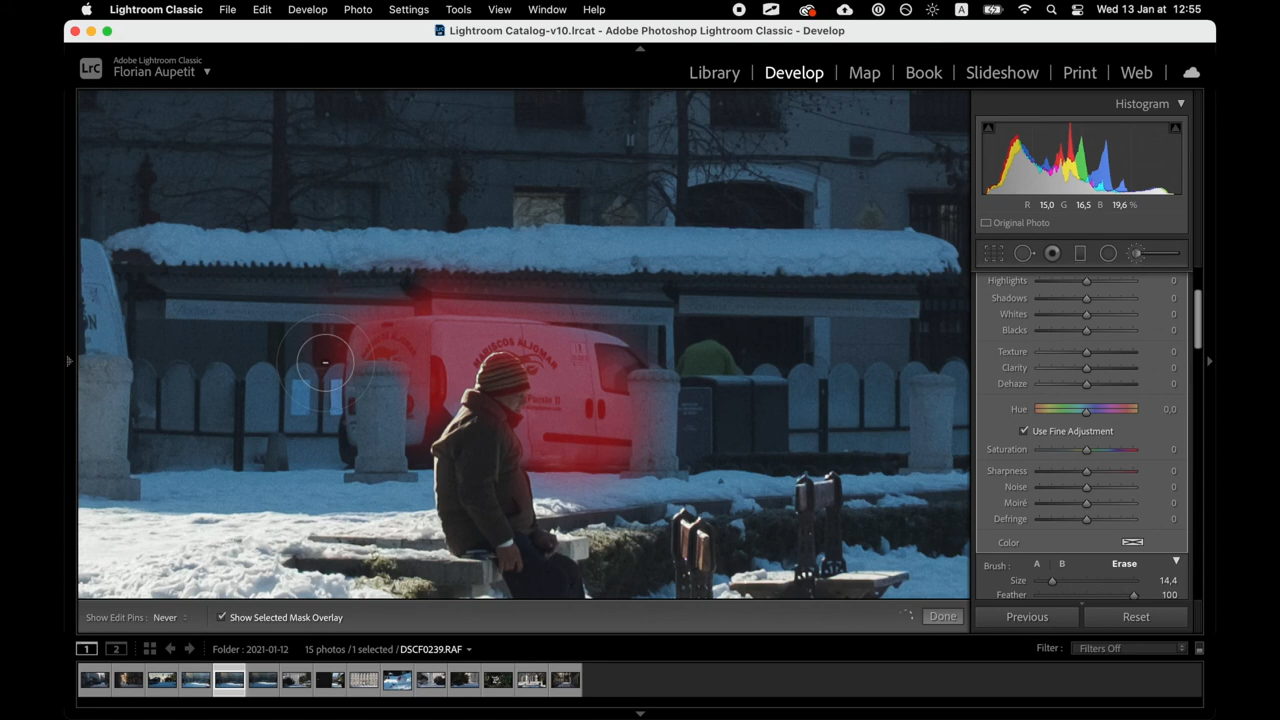 Lightroom Classic File Edit Develop Photo Settings Tools View Window Help A Wed 13 Jan at 12:55
Lightroom Catalog-v10.lrcat - Adobe Photoshop Lightroom Classic - Develop
LrC
Adobe Lightroom Classic
Florian Aupetit
Library | Develop | Map | Book | Slideshow | Print | Web |
Histogram
R 15,0 G 16,5 B 19,6 %
Original Photo
Highlights 0
Shadows 0
Whites 0
Blacks 0
Texture 0
Clarity 0
Dehaze 0
Hue 0,0
Use Fine Adjustment
Saturation 0
Sharpness 0
Noise 0
Moiré 0
Defringe 0
Color
Brush : A B Erase
Size 14,4
Feather 100
MARISCOS ALJOMAR
Show Edit Pins : Never
Show Selected Mask Overlay
Done
Previous
Reset
1 2
Folder : 2021-01-12
15 photos / 1 selected / DSCF0239.RAF
Filter : Filters Off